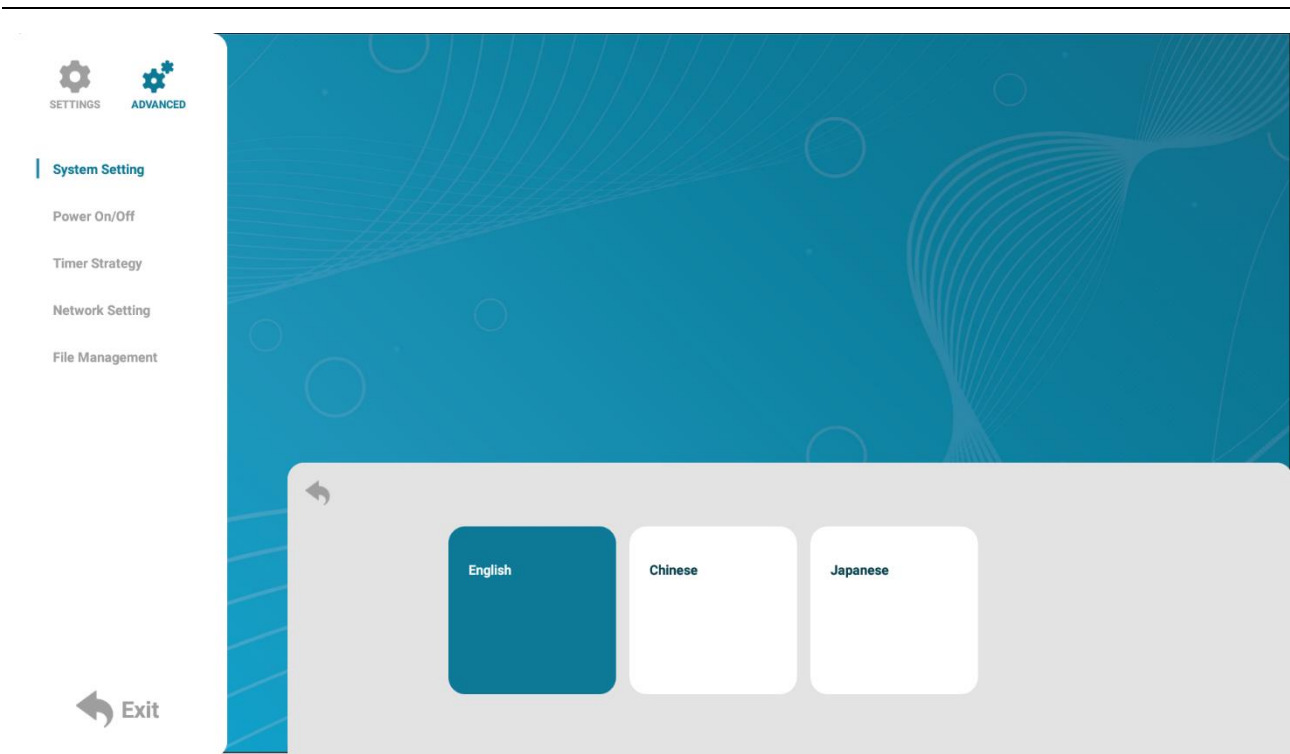 SETTINGS ADVANCED
System Setting
Power On/Off
Timer Strategy
Network Setting
File Management
English Chinese Japanese
Exit